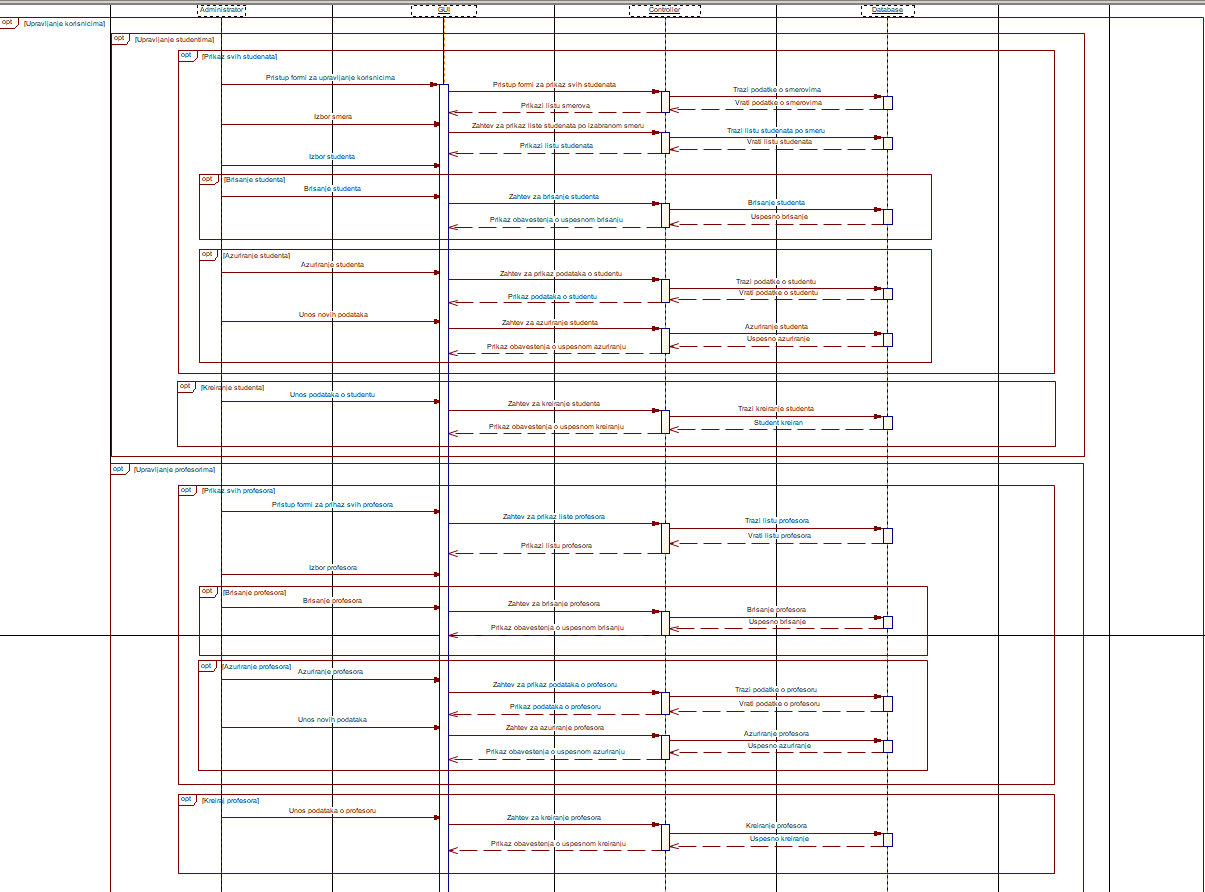 Administrator
GUI
Controller
Database
opt [Upravljanje korisnicima]
opt [Upravljanje studentima]
opt [Prikaz svih studenata]
Pristup formi za upravljanje korisnicima
Pristup formi za prikaz svih studenata
Trazi podatke o smerovima
Vrati podatke o smerovima
Prikazi listu smerova
Izbor smera
Zahtev za prikaz liste studenata po izabranom smeru
Trazi listu studenata po smeru
Vrati listu studenata
Prikazi listu studenata
Izbor studenta
opt [Brisanje studenta]
Brisanje studenta
Zahtev za brisanje studenta
Brisanje studenta
Uspesno brisanje
Prikaz obavestenja o uspesnom brisanju
opt [Azuriranje studenta]
Azuriranje studenta
Zahtev za prikaz podataka o studentu
Trazi podatke o studentu
Vrati podatke o studentu
Prikaz podataka o studentu
Unos novih podataka
Zahtev za azuriranje studenta
Azuriranje studenta
Uspesno azuriranje
Prikaz obavestenja o uspesnom azuriranju
opt [Kreiranje studenta]
Unos podataka o studentu
Zahtev za kreiranje studenta
Trazi kreiranje studenta
Student kreiran
Prikaz obavestenja o uspesnom kreiranju
opt [Upravljanje profesorima]
opt [Prikaz svih profesora]
Pristup formi za prihaz svih profesora
Zahtev za prikaz liste profesora
Trazi listu profesora
Vrati listu profesora
Prikazi listu profesora
Izbor profesora
opt [Brisanje profesora]
Brisanje profesora
Zahtev za brisanje profesora
Brisanje profesora
Uspesno brisanje
Prikaz obavestenja o uspesnom brisanju
opt [Azuriranje profesora]
Azuriranje profesora
Zahtev za prikaz podataka o profesoru
Trazi podatke o profesoru
Vrati podatke o profesoru
Prikaz podataka o profesoru
Unos novih podataka
Zahtev za azuriranje profesora
Azuriranje profesora
Uspesno azuriranje
Prikaz obavestenja o uspesnom azuriranju
opt [Kreiraj profesora]
Unos podataka o profesoru
Zahtev za kreiranje profesora
Kreiranje profesora
Uspesno kreiranje
Prikaz obavestenja o uspesnom kreiranju